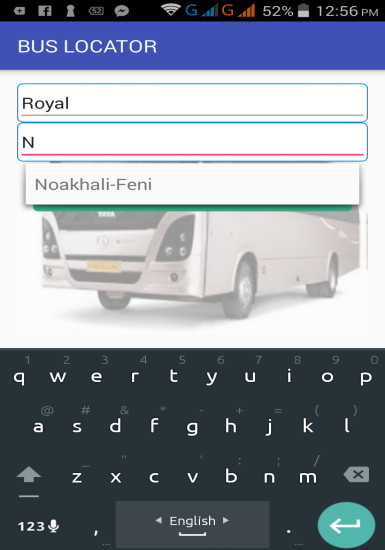 G G 52% 12:56 PM
BUS LOCATOR
Royal
N
Noakhali-Feni
TATA
1 2 3 4 5 6 7 8 9 0
q w e r t y u i o p
@ # & * - + = ( )
a s d f g h j k l
_ " ' : ; /
z x c v b n m
123 , English .